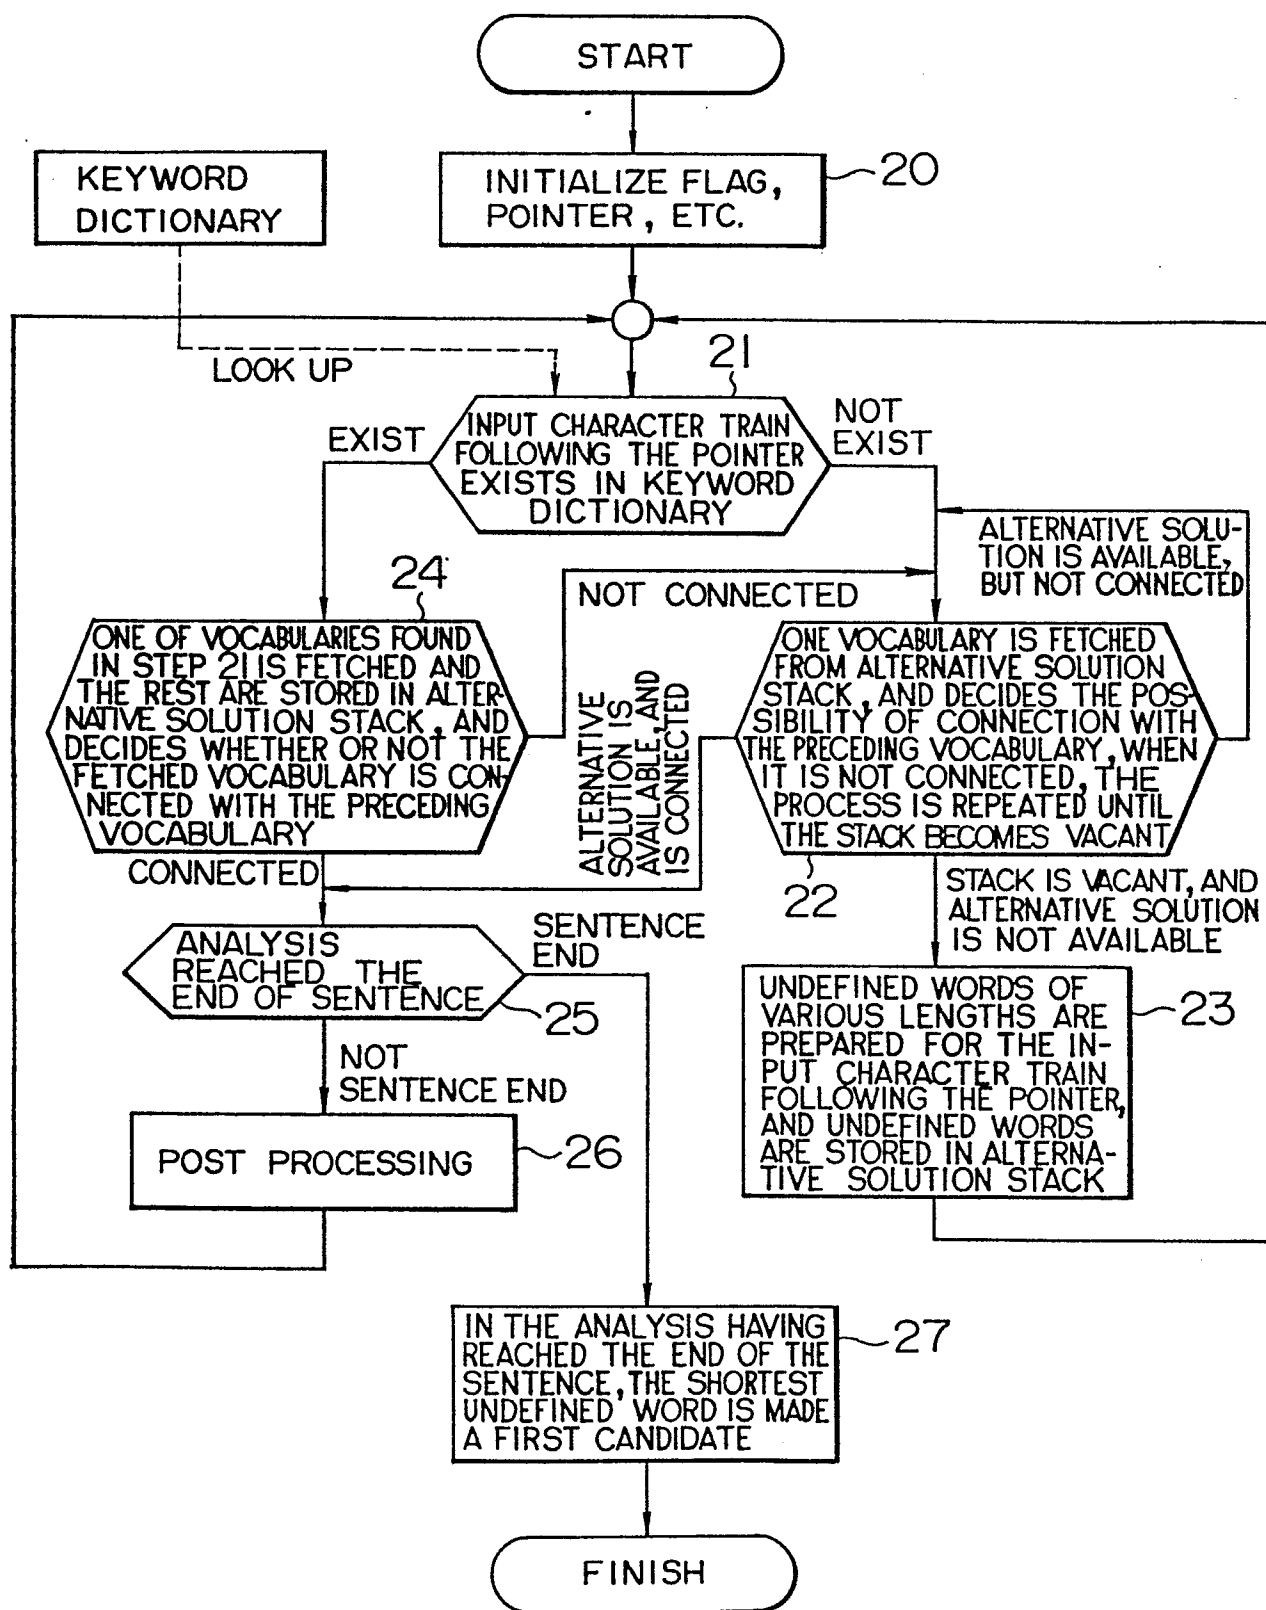 START
KEYWORD
DICTIONARY
INITIALIZE FLAG,
POINTER, ETC.
20
LOOK UP
21
EXIST
INPUT CHARACTER TRAIN
FOLLOWING THE POINTER
EXISTS IN KEYWORD
DICTIONARY
NOT
EXIST
ALTERNATIVE SOLU-
TION IS AVAILABLE,
BUT NOT CONNECTED
24
NOT CONNECTED
ONE OF VOCABULARIES FOUND
IN STEP 21 IS FETCHED AND
THE REST ARE STORED IN ALTER-
NATIVE SOLUTION STACK, AND
DECIDES WHETHER OR NOT THE
FETCHED VOCABULARY IS CON-
NECTED WITH THE PRECEDING
VOCABULARY
ALTERNATIVE
SOLUTION IS
AVAILABLE, AND
IS CONNECTED
ONE VOCABULARY IS FETCHED
FROM ALTERNATIVE SOLUTION
STACK, AND DECIDES THE POS-
SIBILITY OF CONNECTION WITH
THE PRECEDING VOCABULARY, WHEN
IT IS NOT CONNECTED, THE
PROCESS IS REPEATED UNTIL
THE STACK BECOMES VACANT
22
CONNECTED
STACK IS VACANT, AND
ALTERNATIVE SOLUTION
IS NOT AVAILABLE
ANALYSIS
REACHED THE
END OF SENTENCE
25
SENTENCE
END
NOT
SENTENCE END
UNDEFINED WORDS OF
VARIOUS LENGTHS ARE
PREPARED FOR THE IN-
PUT CHARACTER TRAIN
FOLLOWING THE POINTER,
AND UNDEFINED WORDS
ARE STORED IN ALTERNA-
TIVE SOLUTION STACK
23
POST PROCESSING
26
IN THE ANALYSIS HAVING
REACHED THE END OF THE
SENTENCE, THE SHORTEST
UNDEFINED WORD IS MADE
A FIRST CANDIDATE
27
FINISH